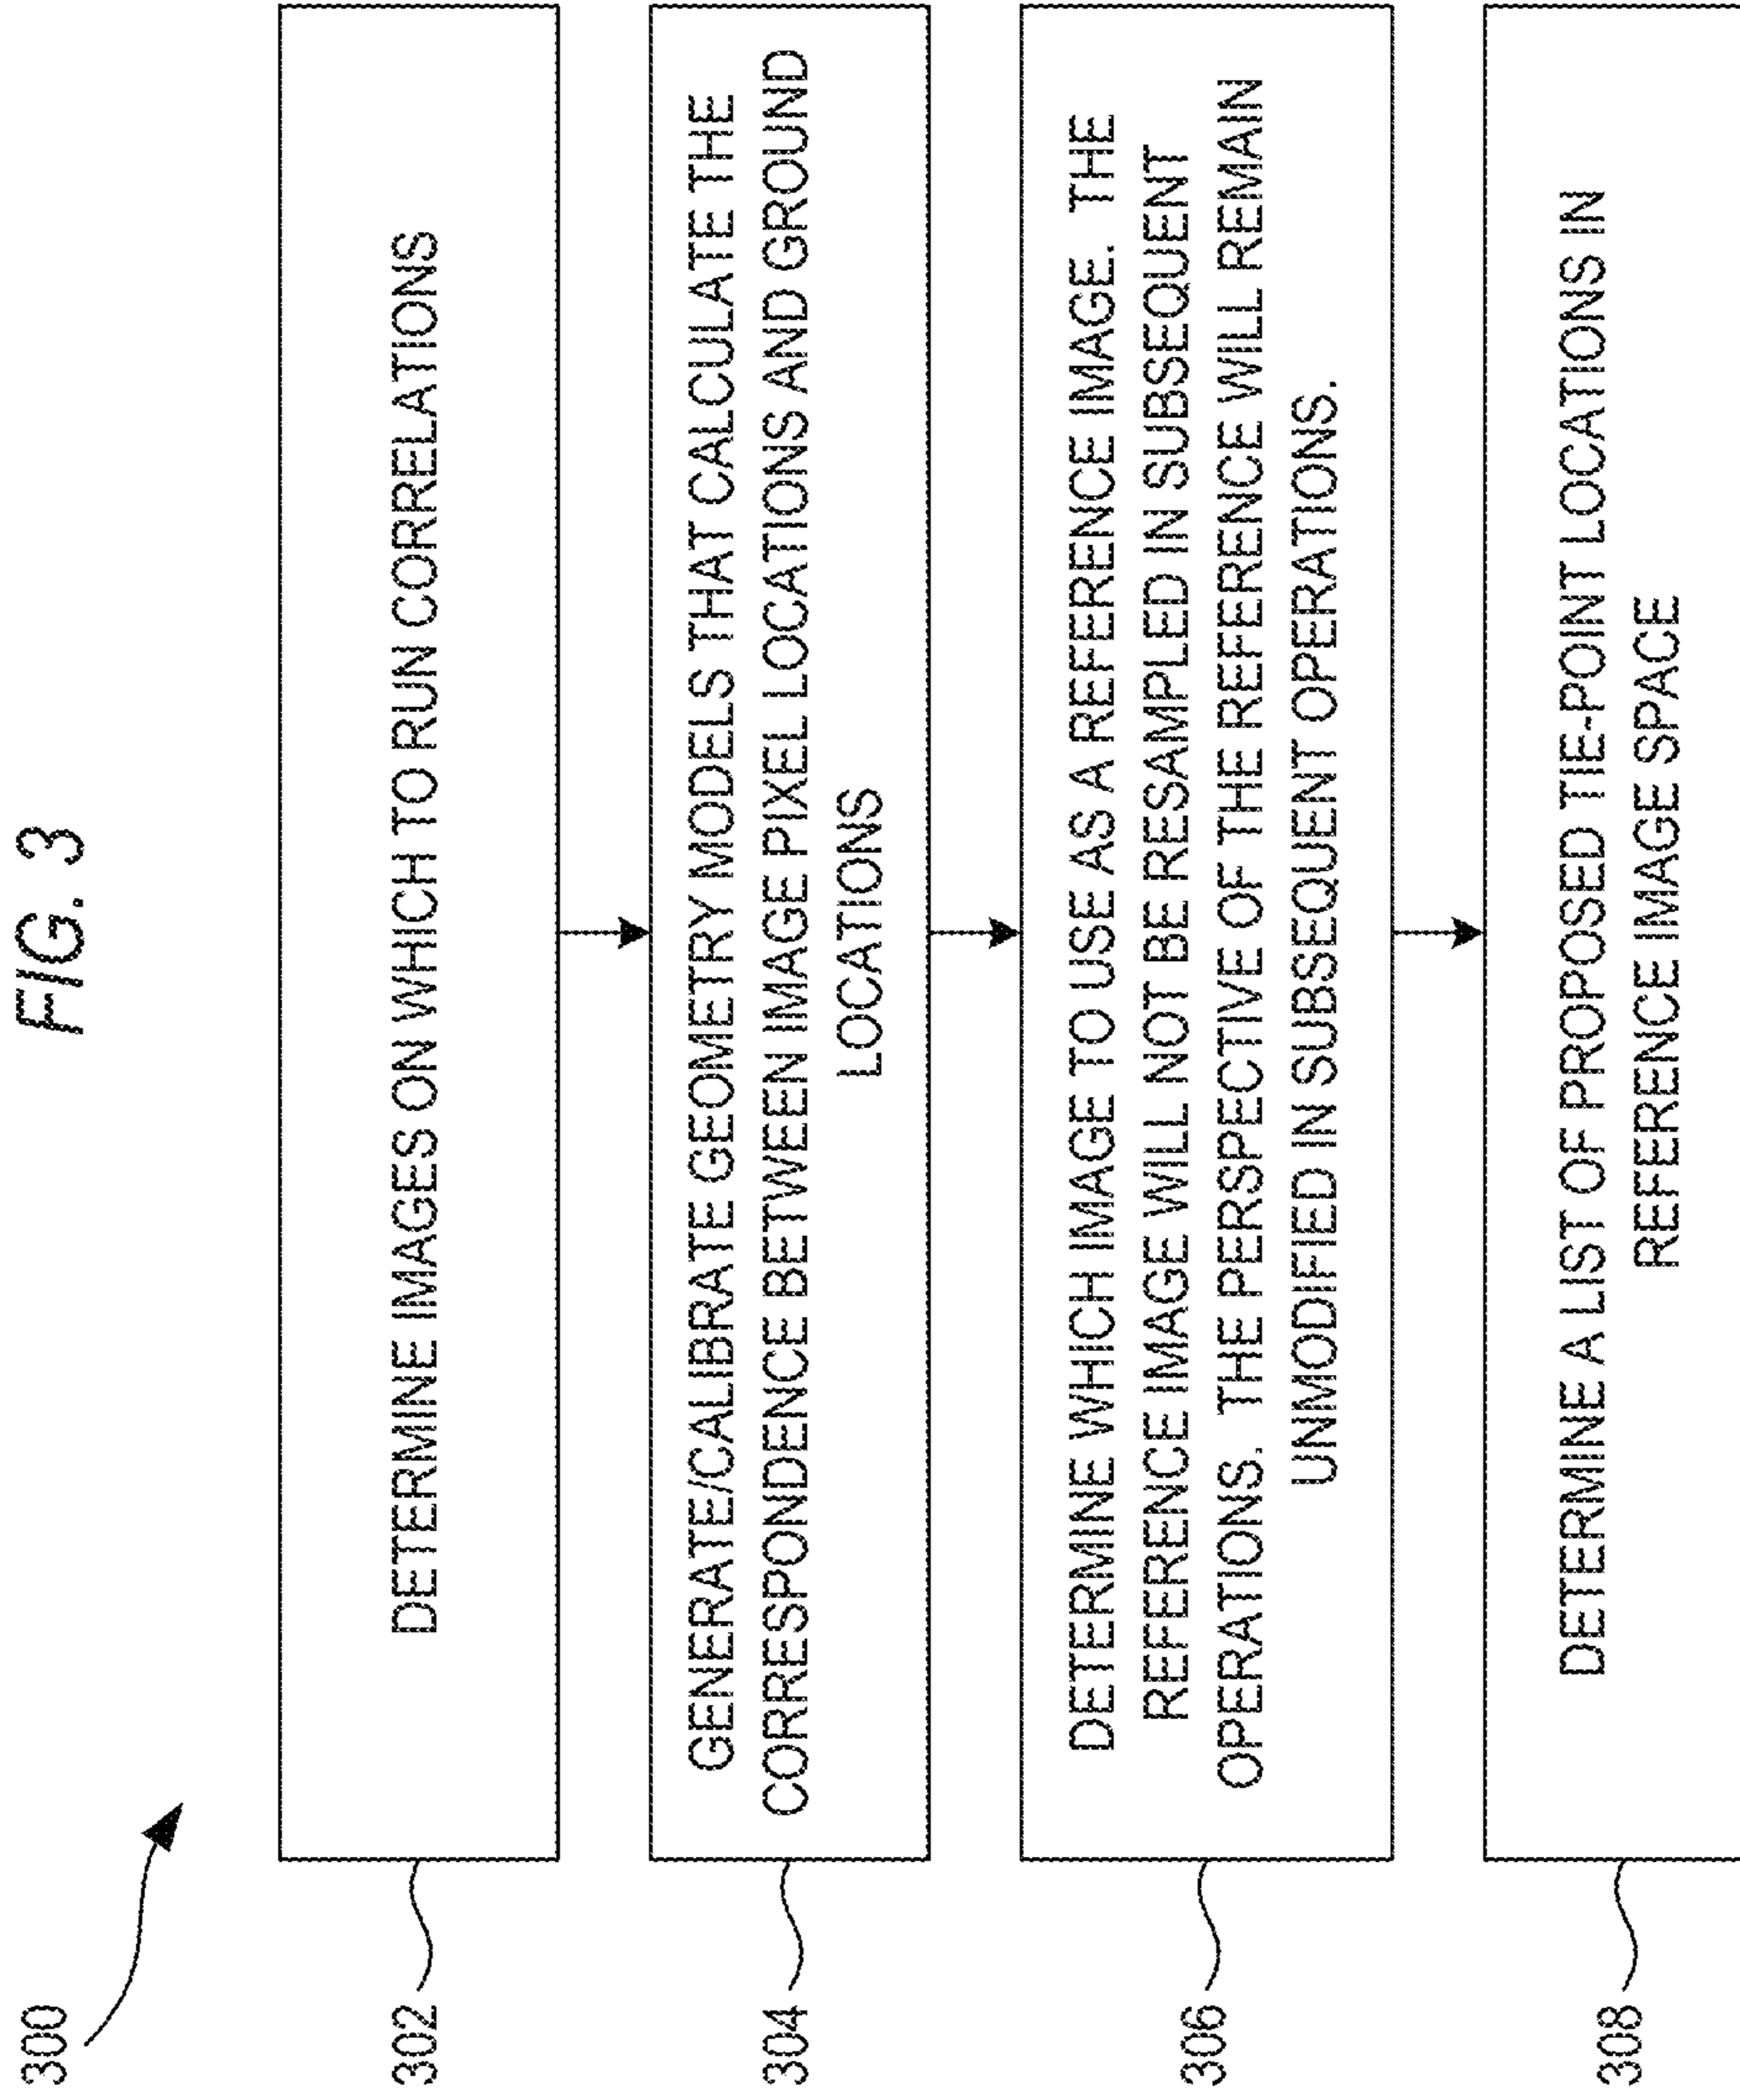 FIG. 3
300
302
DETERMINE IMAGES ON WHICH TO RUN CORRELATIONS
304
GENERATE/CALIBRATE GEOMETRY MODELS THAT CALCULATE THE
CORRESPONDENCE BETWEEN IMAGE PIXEL LOCATIONS AND GROUND
LOCATIONS
306
DETERMINE WHICH IMAGE TO USE AS A REFERENCE IMAGE. THE
REFERENCE IMAGE WILL NOT BE RESAMPLED IN SUBSEQUENT
OPERATIONS. THE PERSPECTIVE OF THE REFERENCE WILL REMAIN
UNMODIFIED IN SUBSEQUENT OPERATIONS.
308
DETERMINE A LIST OF PROPOSED TIE-POINT LOCATIONS IN
REFERENCE IMAGE SPACE